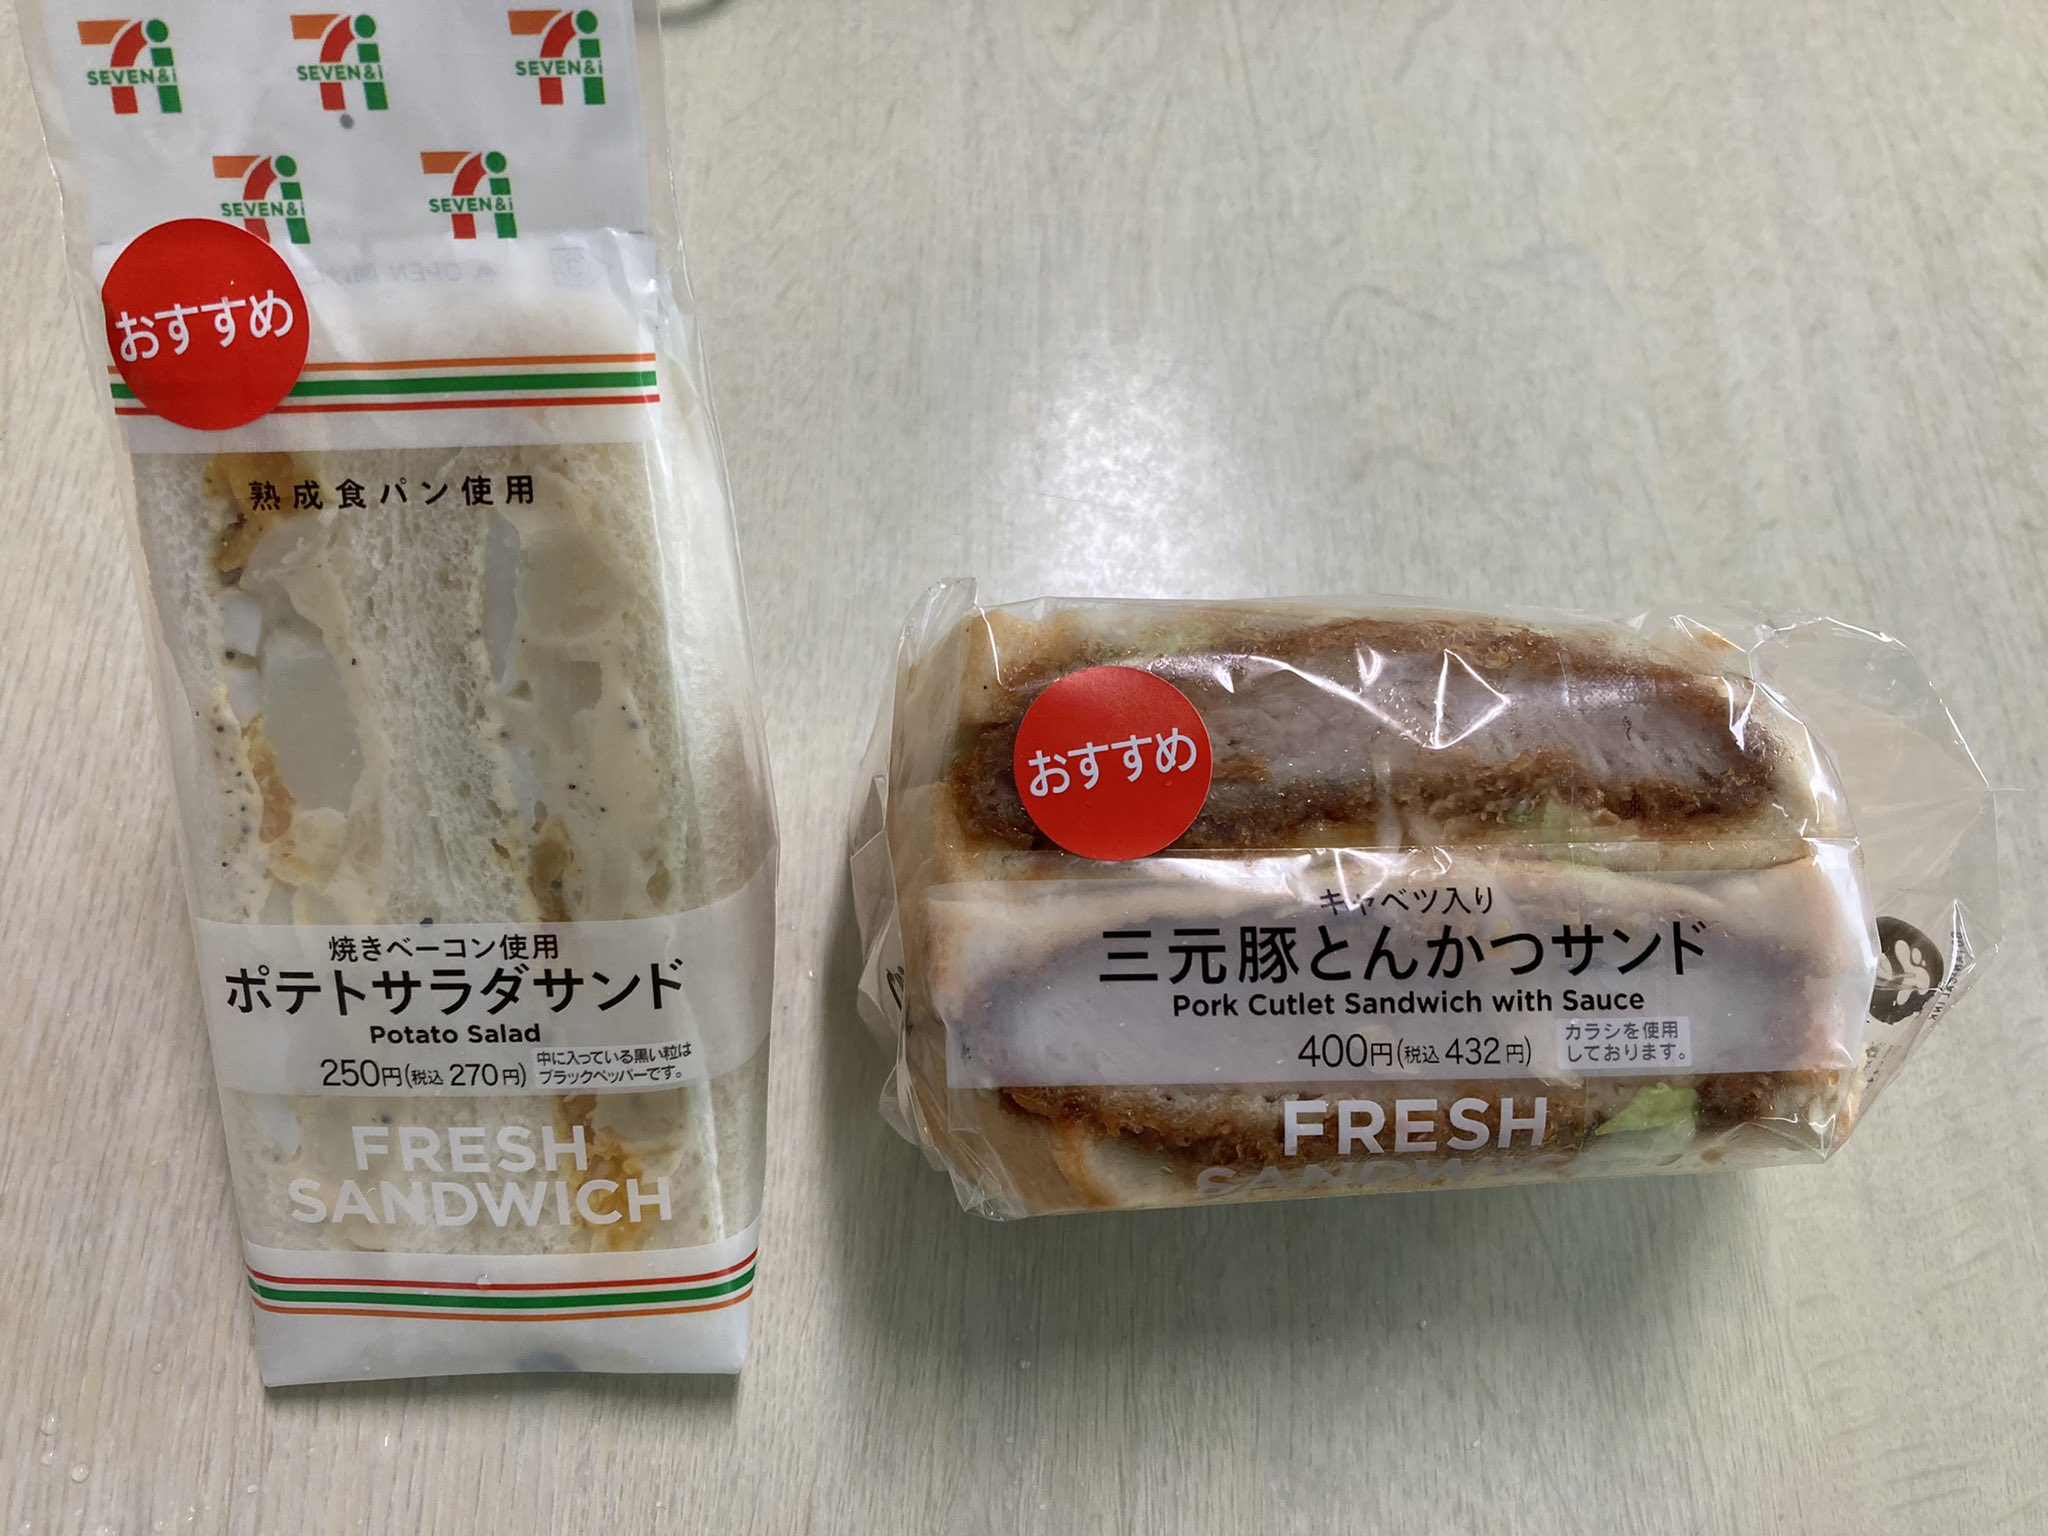 SEVEN&i
SEVEN&i
SEVEN&i
SEVEN&i
SEVEN&i
おすすめ
熟成食パン使用
焼きベーコン使用
ポテトサラダサンド
Potato Salad
250円(税込 270円)
中に入っている黒い粒は
ブラックペッパーです。
FRESH
SANDWICH
おすすめ
キャベツ入り
三元豚とんかつサンド
Pork Cutlet Sandwich with Sauce
400円(税込 432円)
カラシを使用
しております。
FRESH
SANDWICH